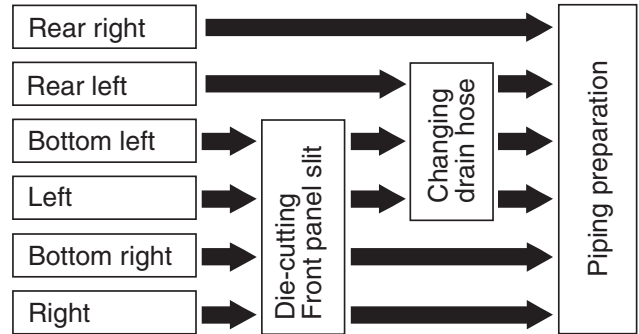 Rear right
Rear left
Bottom left
Left
Bottom right
Right
Die-cutting
Front panel slit
Changing
drain hose
Piping preparation